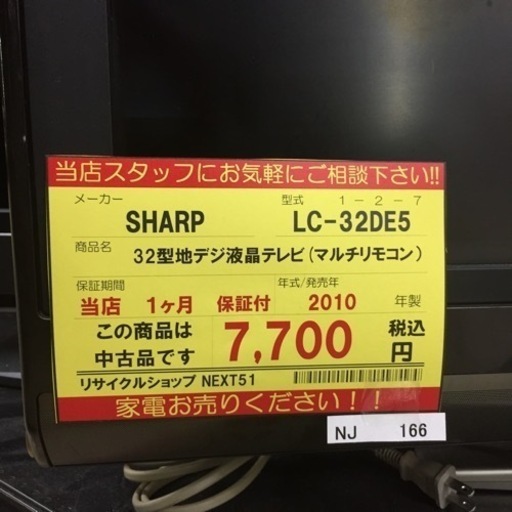 当店スタッフにお気軽にご相談下さい!!
メーカー 型式 1-2-7
SHARP LC-32DE5
商品名 32型地デジ液晶テレビ(マルチリモコン)
保証期間 年式/発売年
当店 1ヶ月 保証付 2010 年製
この商品は
中古品です
7,700 税込
円
リサイクルショップ NEXT51
家電お売りください!!
NJ 166